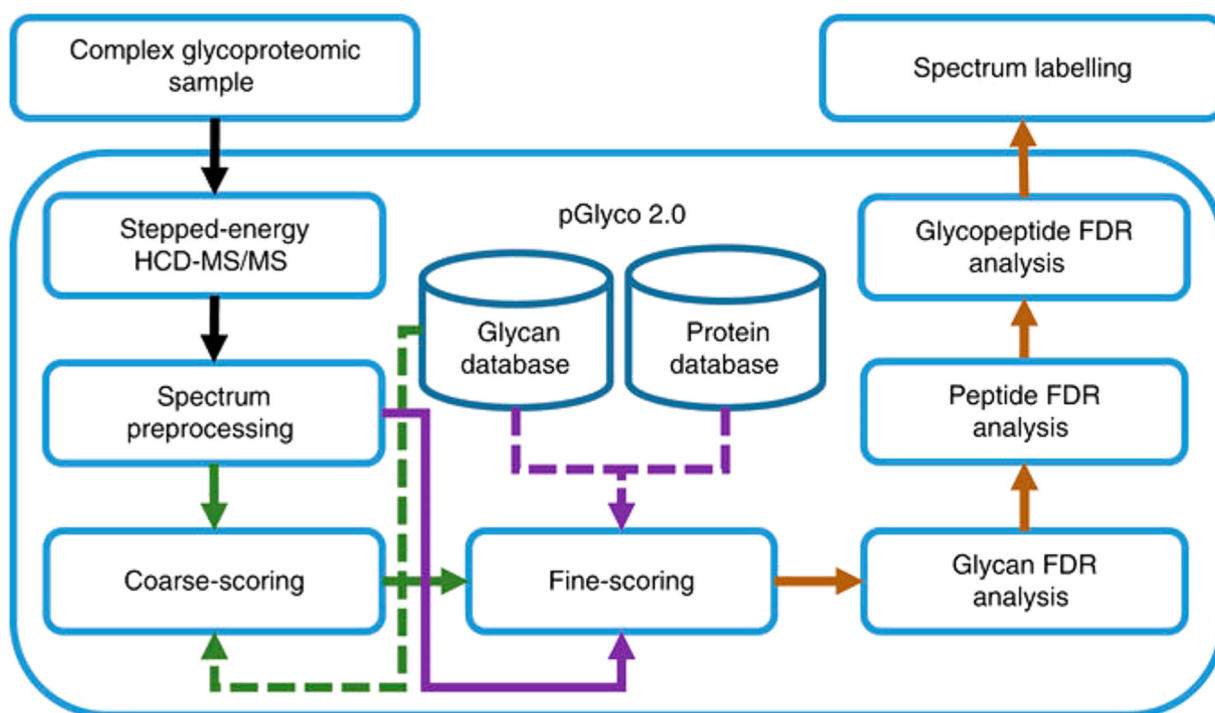 Complex glycoproteomic
sample
Spectrum labelling
Stepped-energy
HCD-MS/MS
pGlyco 2.0
Glycopeptide FDR
analysis
Glycan
database
Protein
database
Spectrum
preprocessing
Peptide FDR
analysis
Coarse-scoring
Fine-scoring
Glycan FDR
analysis